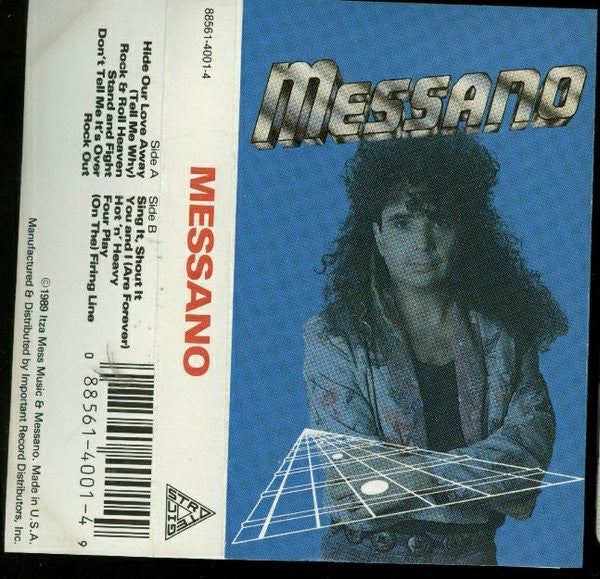 MESSANO
MESSANO
88561-4001-4
Side A
Hide Our Love Away
(Tell Me Why)
Rock & Roll Heaven
Stand and Fight
Don't Tell Me It's Over
Rock Out
Side B
Sing It, Shout It
You and I (Are Forever)
Hot 'n' Heavy
Four Play
(On The) Firing Line
0 88561-4001-4 9
©1989 Itza Mess Music & Messano. Made in U.S.A.
Manufactured & Distributed by Important Record Distributors, Inc.